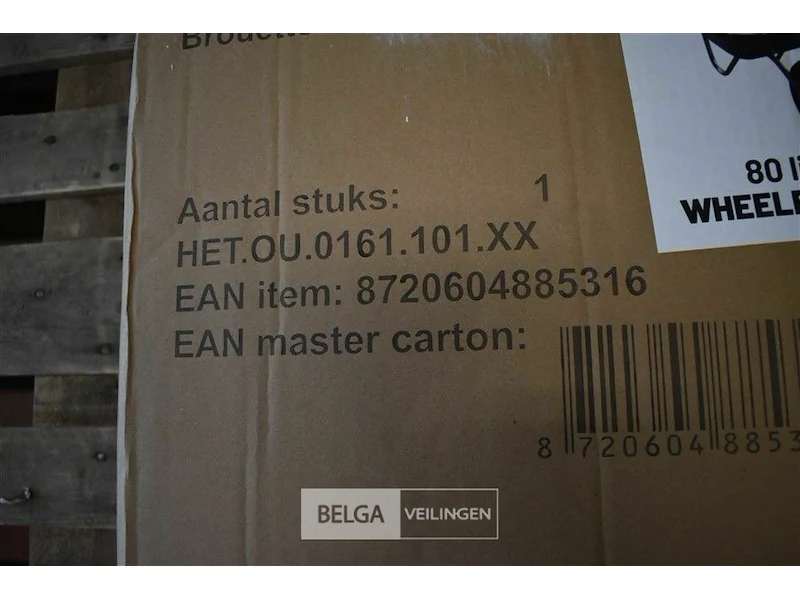 Aantal stuks: 1
HET.OU.0161.101.XX
EAN item: 8720604885316
EAN master carton:
80
8 720604 8853
BELGA VEILINGEN